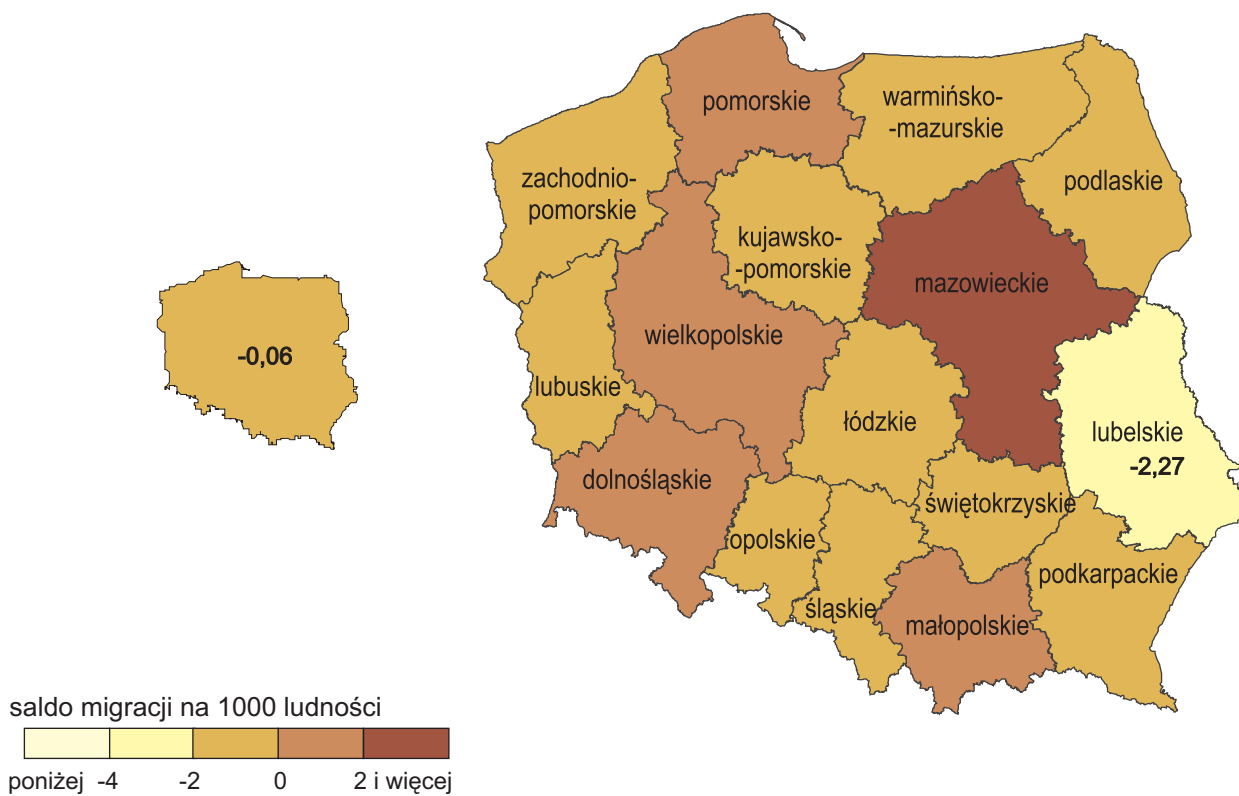 pomorskie
warmińsko-
-mazurskie
zachodnio-
pomorskie
podlaskie
kujawsko-
-pomorskie
mazowieckie
-0,06
wielkopolskie
lubuskie
łódzkie
lubelskie
-2,27
dolnośląskie
świętokrzyskie
opolskie
podkarpackie
śląskie
małopolskie
saldo migracji na 1000 ludności
poniżej -4 -2 0 2 i więcej